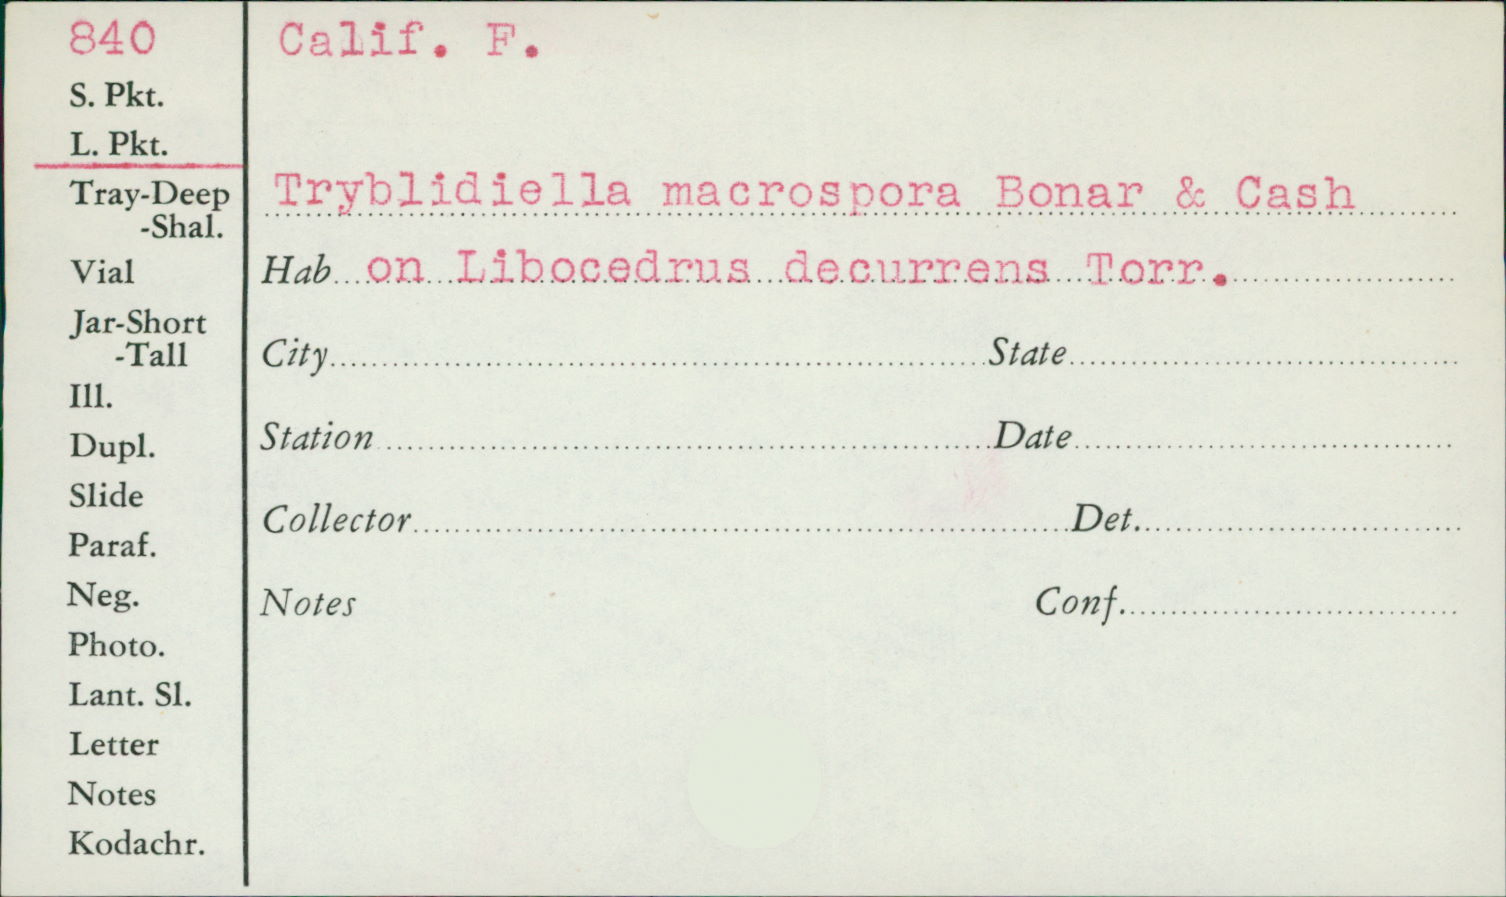 840
S. Pkt.
L. Pkt.
Tray-Deep
-Shal.
Vial
Jar-Short
-Tall
Ill.
Dupl.
Slide
Paraf.
Neg.
Photo.
Lant. Sl.
Letter
Notes
Kodachr.
Calif. F.
Tryblidiella macrospora Bonar & Cash
Hab on Libocedrus decurrens Torr.
City State
Station Date
Collector Det.
Notes Conf.